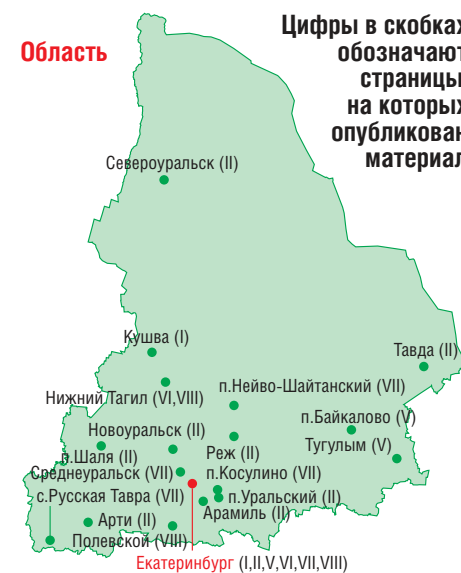 Область
Цифры в скобках
обозначают
страницы,
на которых
опубликован
материал
Североуральск (II)
Кушва (I)
Тавда (II)
Нижний Тагил (VI,VIII)
п.Нейво-Шайтанский (VII)
п.Байкалово (V)
Новоуральск (II)
Тугулым (V)
п.Шаля (II)
Реж (II)
Среднеуральск (VII)
п.Косулино (VII)
с.Русская Тавра (VII)
п.Уральский (II)
Арамиль (II)
Арти (II)
Полевской (VIII)
Екатеринбург (I,II,V,VI,VII,VIII)